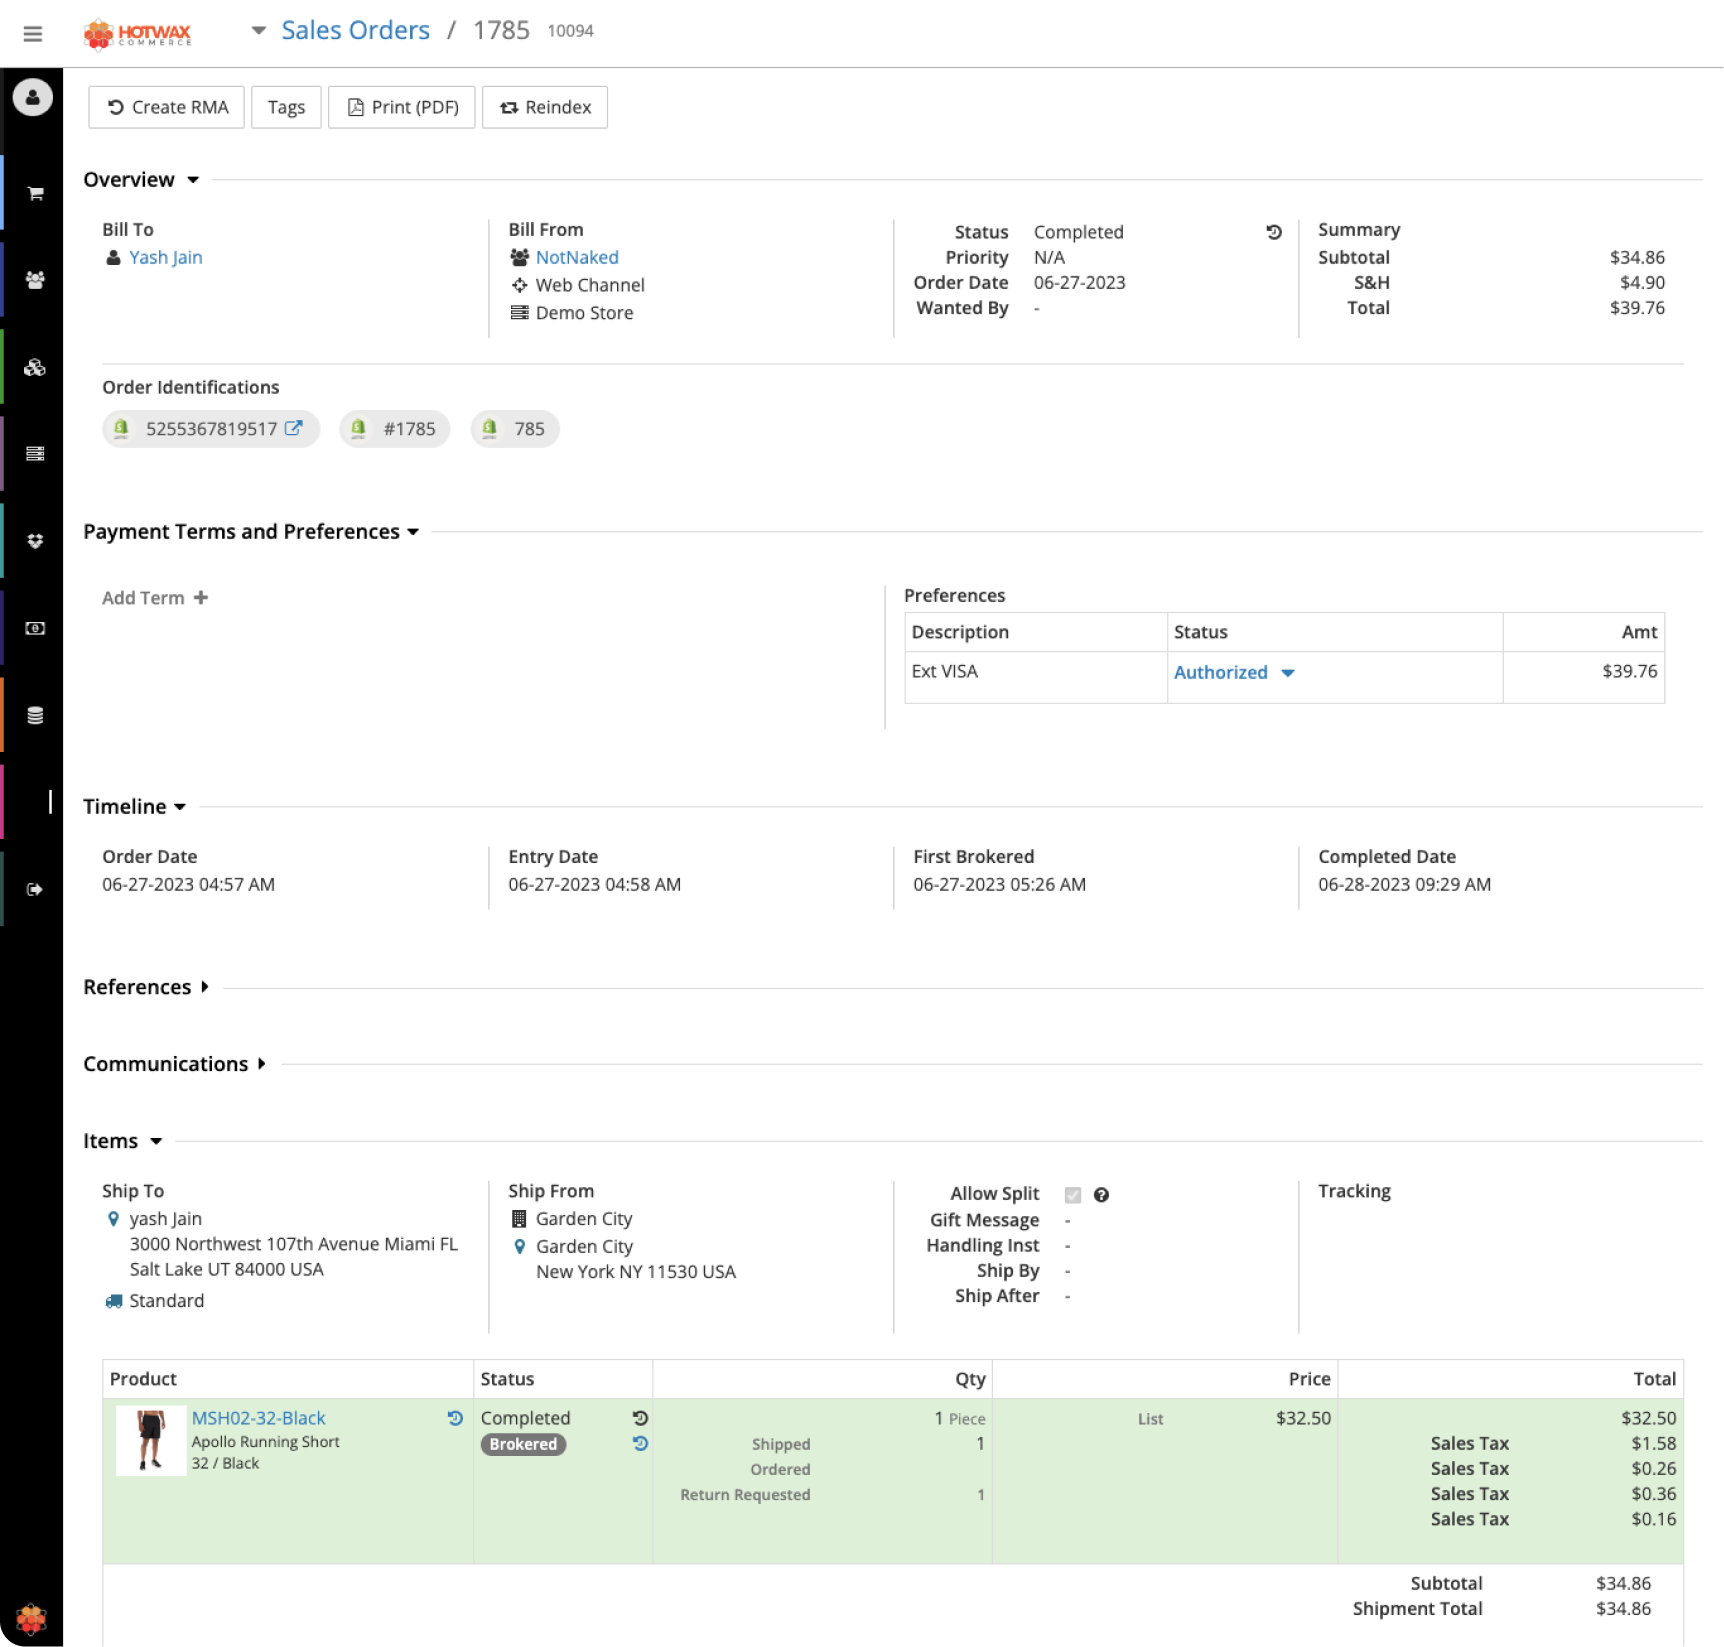 HOTWAX COMMERCE
Sales Orders / 1785 10094
Create RMA Tags Print (PDF) Reindex
Overview
Bill To
Yash Jain
Bill From
NotNaked
Web Channel
Demo Store
Status Completed
Priority N/A
Order Date 06-27-2023
Wanted By -
Summary
Subtotal $34.86
S&H $4.90
Total $39.76
Order Identifications
5255367819517 #1785 785
Payment Terms and Preferences
Add Term
Preferences
Description Status Amt
Ext VISA Authorized $39.76
Timeline
Order Date
06-27-2023 04:57 AM
Entry Date
06-27-2023 04:58 AM
First Brokered
06-27-2023 05:26 AM
Completed Date
06-28-2023 09:29 AM
References
Communications
Items
Ship To
yash Jain
3000 Northwest 107th Avenue Miami FL
Salt Lake UT 84000 USA
Standard
Ship From
Garden City
Garden City
New York NY 11530 USA
Allow Split
Gift Message -
Handling Inst -
Ship By -
Ship After -
Tracking
Product Status Qty Price Total
MSH02-32-Black
Apollo Running Short
32 / Black
Completed
Brokered
1 Piece
Shipped 1
Ordered
Return Requested 1
List $32.50
$32.50
Sales Tax $1.58
Sales Tax $0.26
Sales Tax $0.36
Sales Tax $0.16
Subtotal $34.86
Shipment Total $34.86